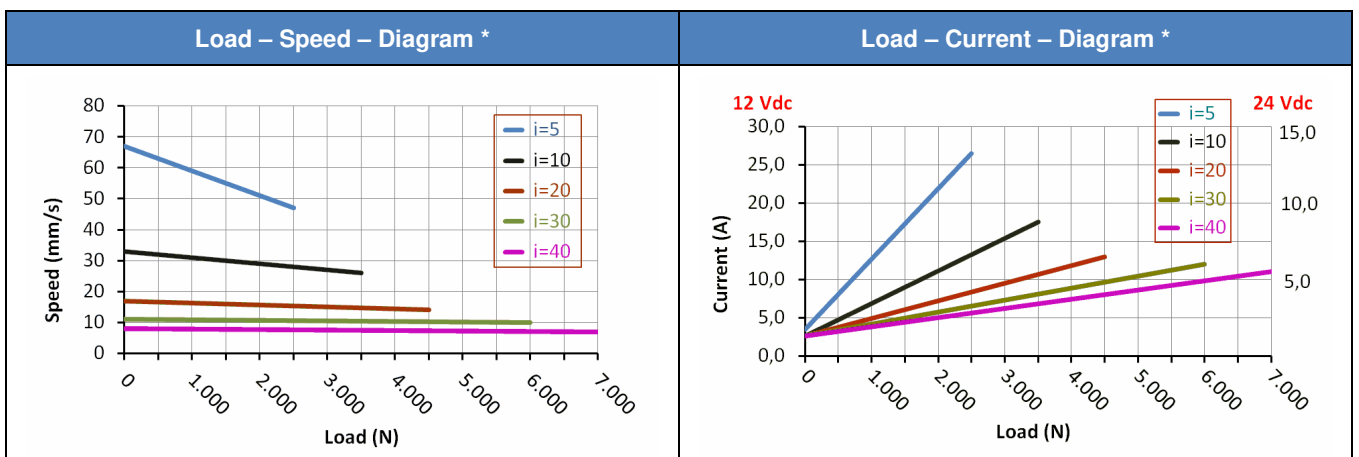 Load – Speed – Diagram *
Load – Current – Diagram *
80
70
60
50
40
30
20
10
0
Speed (mm/s)
i=5
i=10
i=20
i=30
i=40
0
1.000
2.000
3.000
4.000
5.000
6.000
7.000
Load (N)
12 Vdc
24 Vdc
30,0
25,0
20,0
15,0
10,0
5,0
0,0
Current (A)
i=5
i=10
i=20
i=30
i=40
15,0
10,0
5,0
0
1.000
2.000
3.000
4.000
5.000
6.000
7.000
Load (N)